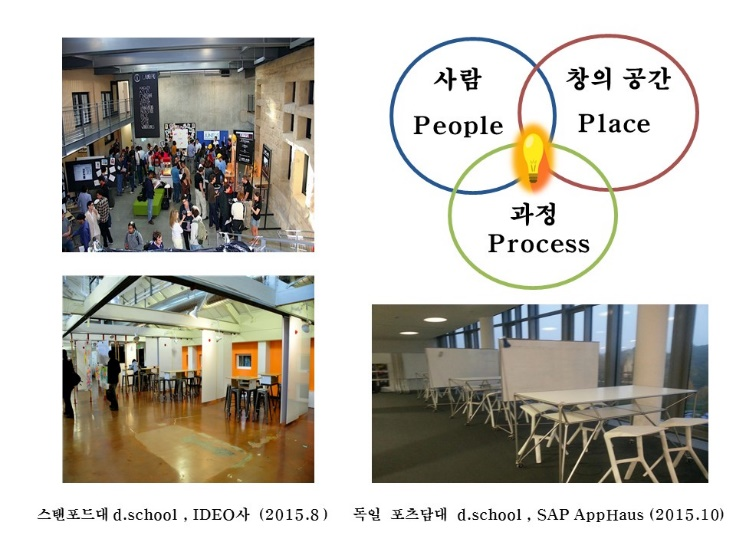 사람
People
창의 공간
Place
과정
Process
스탠포드대 d.school , IDEO사 (2015.8)
독일 포츠담대 d.school , SAP AppHaus (2015.10)